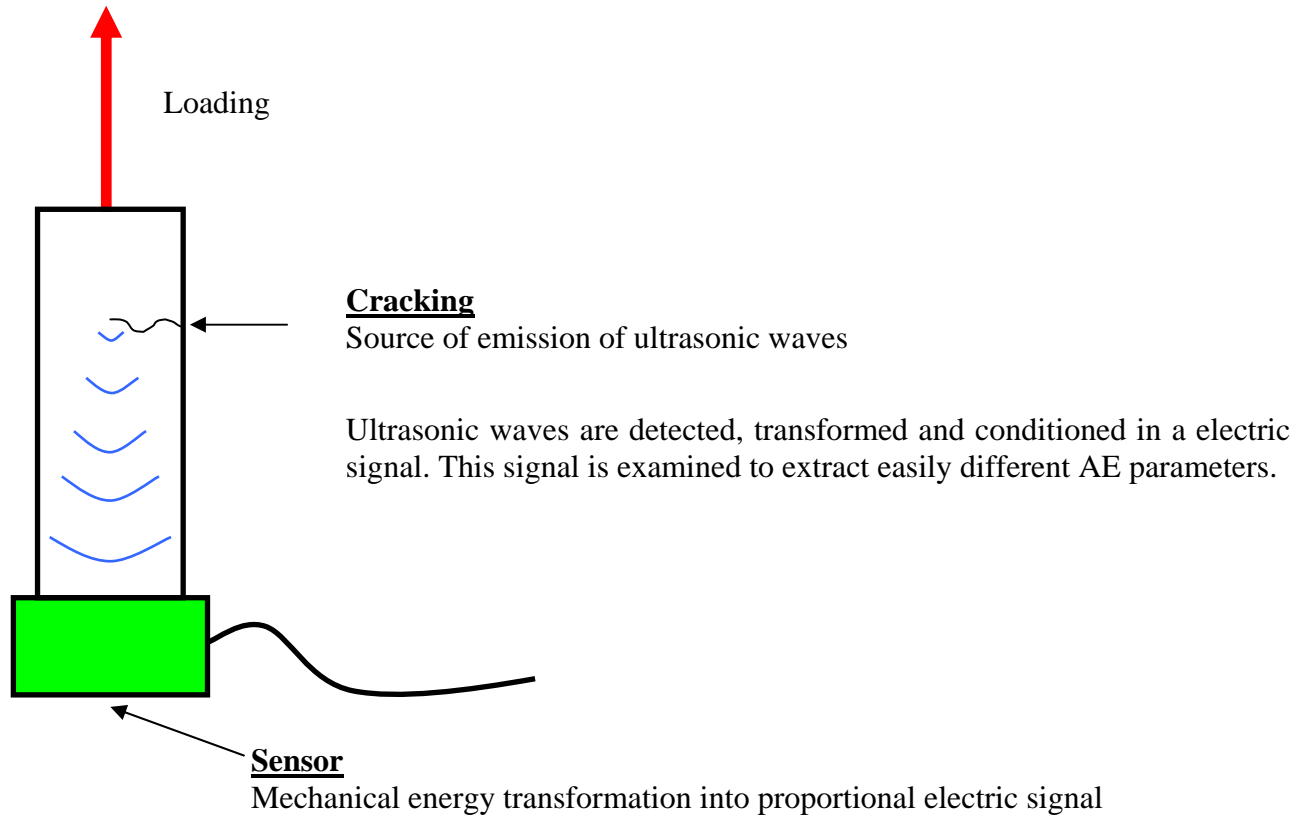 Loading
Cracking
Source of emission of ultrasonic waves
Ultrasonic waves are detected, transformed and conditioned in a electric
signal. This signal is examined to extract easily different AE parameters.
Sensor
Mechanical energy transformation into proportional electric signal